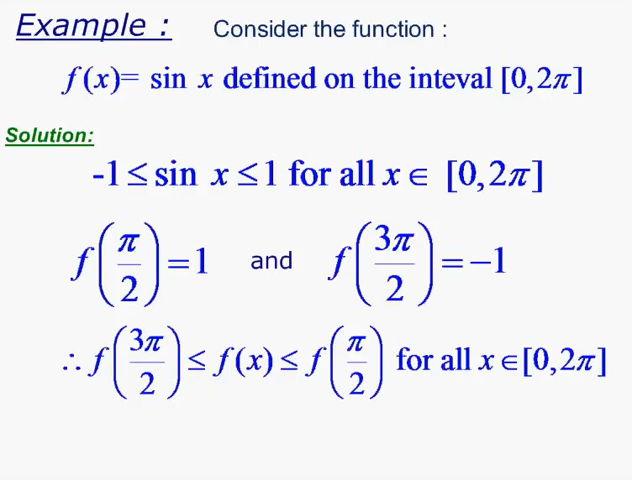 Example : Consider the function :
f(x)= sin x defined on the inteval [0,2π]
Solution:
-1 ≤ sin x ≤ 1 for all x ∈ [0,2π]
f(π/2) = 1 and f(3π/2) = −1
∴ f(3π/2) ≤ f(x) ≤ f(π/2) for all x ∈[0,2π]